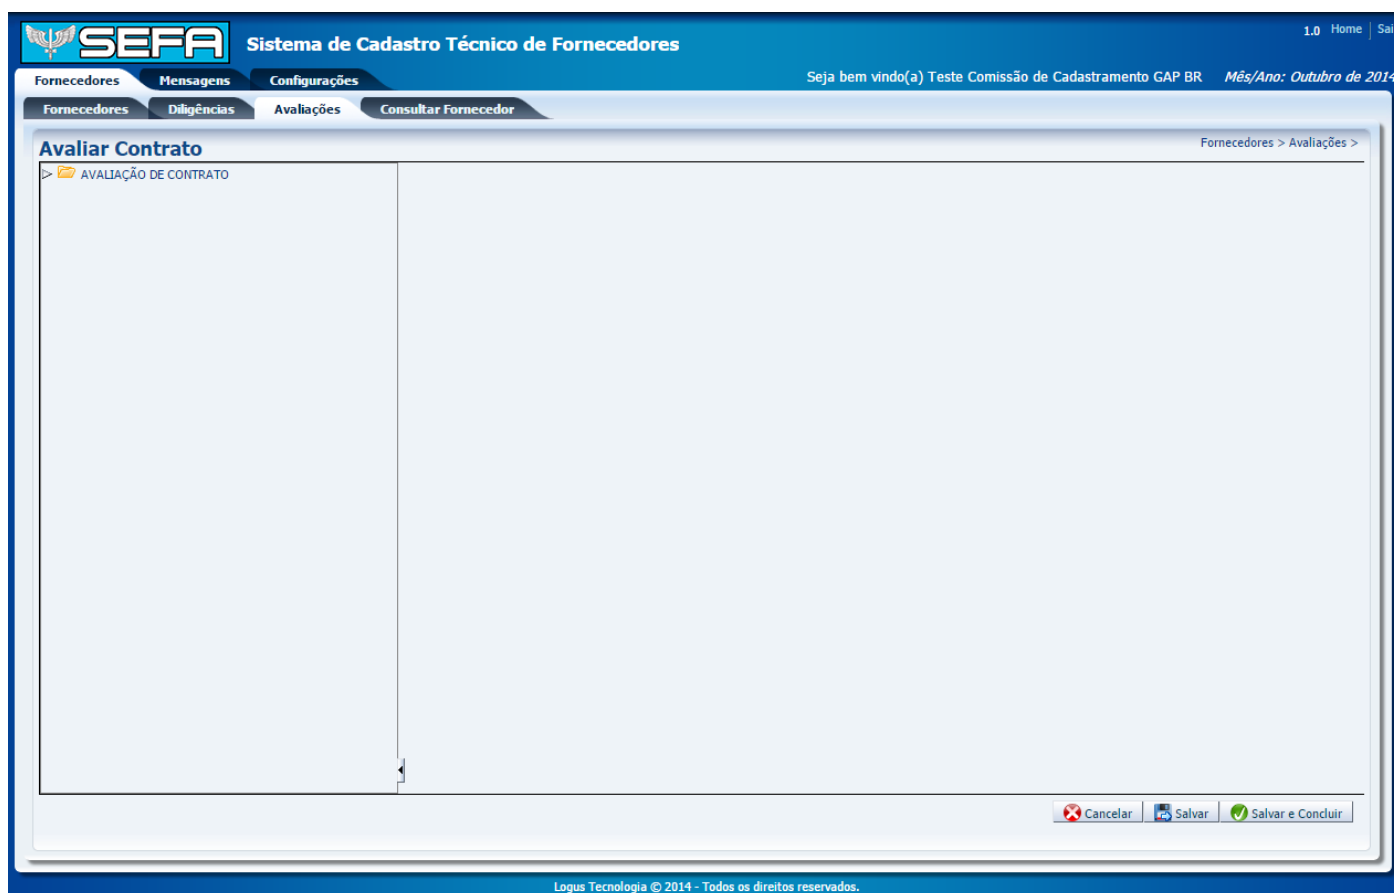 SEFA
Sistema de Cadastro Técnico de Fornecedores
1.0 Home Sai
Fornecedores Mensagens Configurações
Seja bem vindo(a) Teste Comissão de Cadastramento GAP BR Mês/Ano: Outubro de 2014
Fornecedores Diligências Avaliações Consultar Fornecedor
Avaliar Contrato
Fornecedores > Avaliações >
AVALIAÇÃO DE CONTRATO
Cancelar Salvar Salvar e Concluir
Logus Tecnologia © 2014 - Todos os direitos reservados.